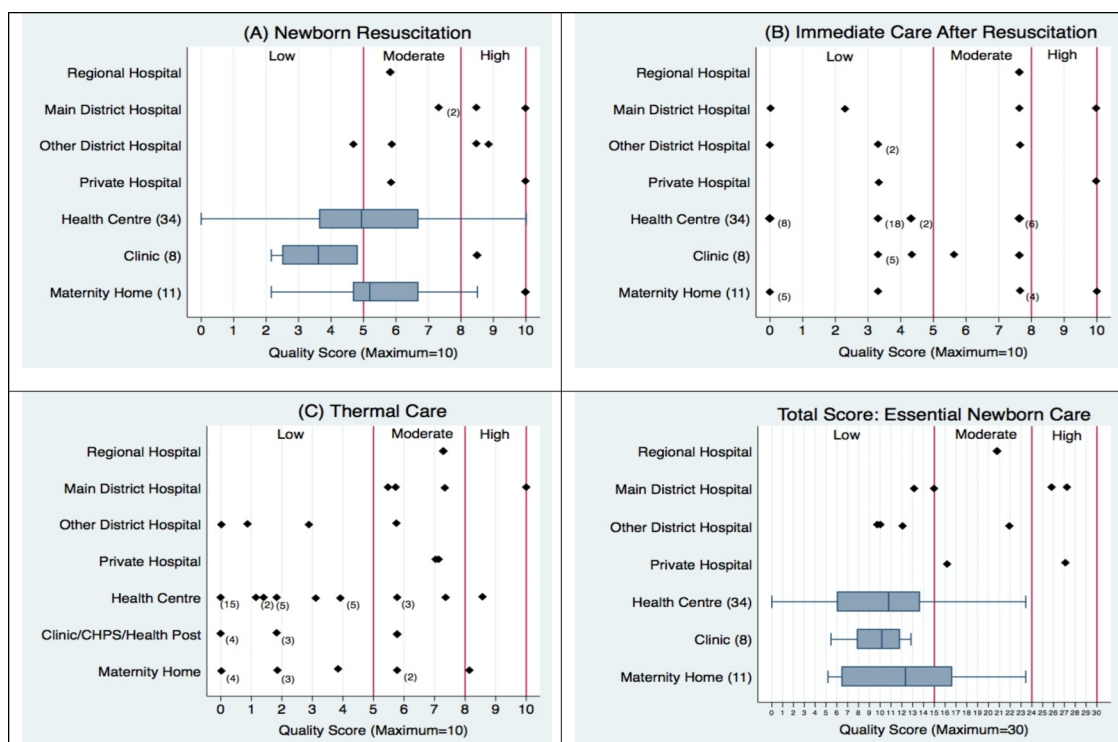 (A) Newborn Resuscitation
Low Moderate High
Regional Hospital
Main District Hospital (2)
Other District Hospital
Private Hospital
Health Centre (34)
Clinic (8)
Maternity Home (11)
0 1 2 3 4 5 6 7 8 9 10
Quality Score (Maximum=10)
(B) Immediate Care After Resuscitation
Low Moderate High
Regional Hospital
Main District Hospital
Other District Hospital (2)
Private Hospital
Health Centre (34) (8) (18) (2) (6)
Clinic (8) (5)
Maternity Home (11) (5) (4)
0 1 2 3 4 5 6 7 8 9 10
Quality Score (Maximum=10)
(C) Thermal Care
Low Moderate High
Regional Hospital
Main District Hospital
Other District Hospital
Private Hospital
Health Centre (15) (2) (5) (5) (3)
Clinic/CHPS/Health Post (4) (3)
Maternity Home (4) (3) (2)
0 1 2 3 4 5 6 7 8 9 10
Quality Score (Maximum=10)
Total Score: Essential Newborn Care
Low Moderate High
Regional Hospital
Main District Hospital
Other District Hospital
Private Hospital
Health Centre (34)
Clinic (8)
Maternity Home (11)
0 1 2 3 4 5 6 7 8 9 10 11 12 13 14 15 16 17 18 19 20 21 22 23 24 25 26 27 28 29 30
Quality Score (Maximum=30)